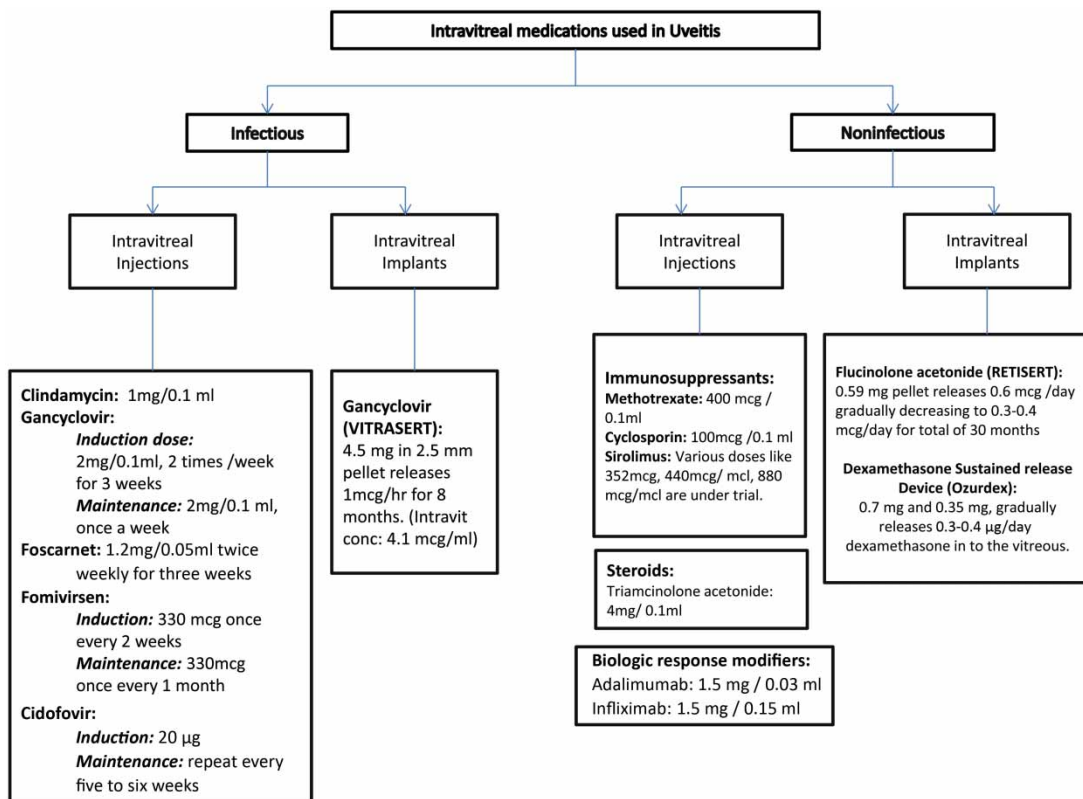 Intravitreal medications used in Uveitis
Infectious
Noninfectious
Intravitreal
Injections
Intravitreal
Implants
Intravitreal
Injections
Intravitreal
Implants
Clindamycin: 1mg/0.1 ml
Gancyclovir:
Induction dose:
2mg/0.1ml, 2 times /week
for 3 weeks
Maintenance: 2mg/0.1 ml,
once a week
Foscarnet: 1.2mg/0.05ml twice
weekly for three weeks
Fomivirsen:
Induction: 330 mcg once
every 2 weeks
Maintenance: 330mcg
once every 1 month
Cidofovir:
Induction: 20 µg
Maintenance: repeat every
five to six weeks
Gancyclovir
(VITRASERT):
4.5 mg in 2.5 mm
pellet releases
1mcg/hr for 8
months. (Intravit
conc: 4.1 mcg/ml)
Immunosuppressants:
Methotrexate: 400 mcg /
0.1ml
Cyclosporin: 100mcg /0.1 ml
Sirolimus: Various doses like
352mcg, 440mcg/ mcl, 880
mcg/mcl are under trial.
Steroids:
Triamcinolone acetonide:
4mg/ 0.1ml
Biologic response modifiers:
Adalimumab: 1.5 mg / 0.03 ml
Infliximab: 1.5 mg / 0.15 ml
Flucinolone acetonide (RETISERT):
0.59 mg pellet releases 0.6 mcg /day
gradually decreasing to 0.3-0.4
mcg/day for total of 30 months
Dexamethasone Sustained release
Device (Ozurdex):
0.7 mg and 0.35 mg, gradually
releases 0.3-0.4 µg/day
dexamethasone in to the vitreous.